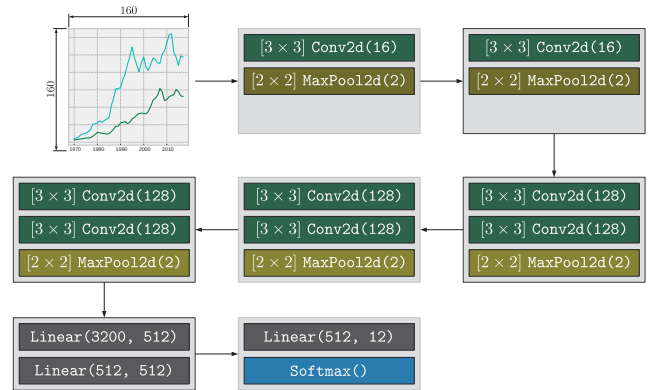 160
160
1970 1980 1990 2000 2010
[3 × 3] Conv2d(16)
[2 × 2] MaxPool2d(2)
[3 × 3] Conv2d(16)
[2 × 2] MaxPool2d(2)
[3 × 3] Conv2d(128)
[3 × 3] Conv2d(128)
[2 × 2] MaxPool2d(2)
[3 × 3] Conv2d(128)
[3 × 3] Conv2d(128)
[2 × 2] MaxPool2d(2)
[3 × 3] Conv2d(128)
[3 × 3] Conv2d(128)
[2 × 2] MaxPool2d(2)
Linear(3200, 512)
Linear(512, 512)
Linear(512, 12)
Softmax()